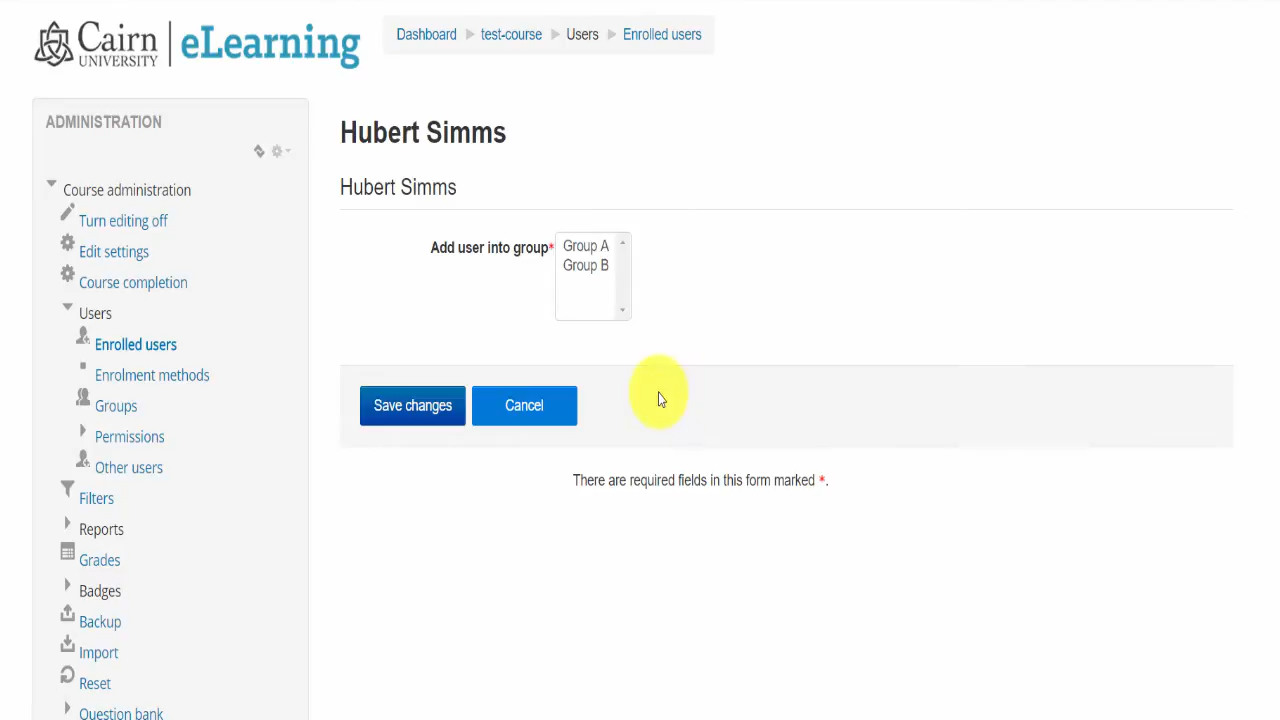 Cairn UNIVERSITY eLearning
Dashboard test-course Users Enrolled users
ADMINISTRATION
Course administration
Turn editing off
Edit settings
Course completion
Users
Enrolled users
Enrolment methods
Groups
Permissions
Other users
Filters
Reports
Grades
Badges
Backup
Import
Reset
Question bank
Hubert Simms
Hubert Simms
Add user into group*
Group A
Group B
Save changes Cancel
There are required fields in this form marked *.